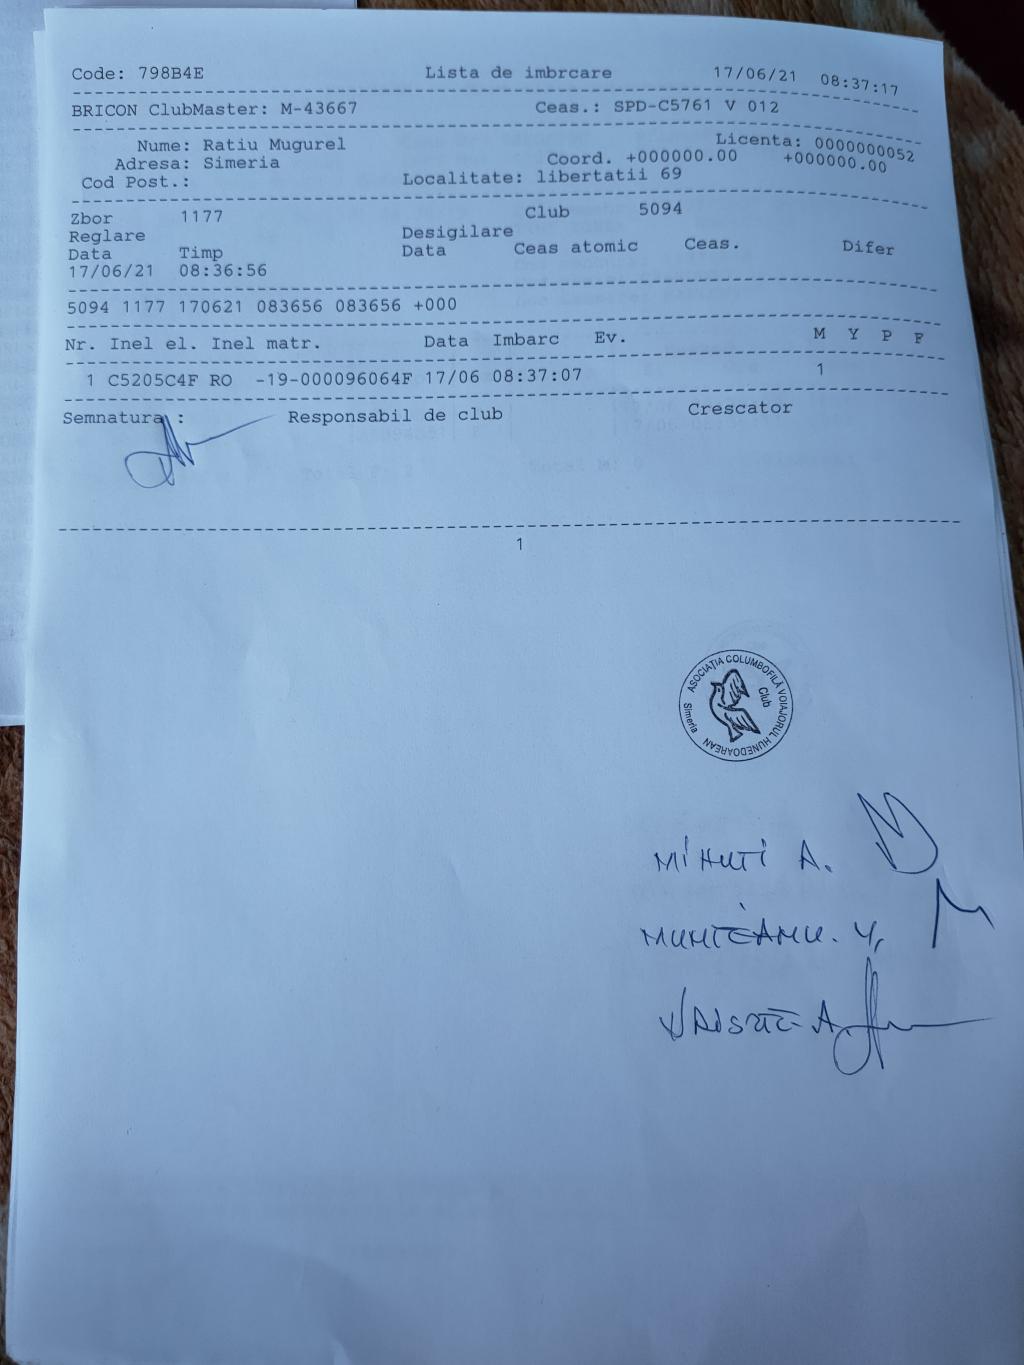 Code: 798B4E Lista de imbrcare 17/06/21 08:37:17
BRICON ClubMaster: M-43667 Ceas.: SPD-C5761 V 012
Nume: Ratiu Mugurel Licenta: 0000000052
Adresa: Simeria Coord. +000000.00 +000000.00
Cod Post.: Localitate: libertatii 69
Zbor 1177 Club 5094
Reglare Desigilare
Data Timp Data Ceas atomic Ceas. Difer
17/06/21 08:36:56
5094 1177 170621 083656 083656 +000
Nr. Inel el. Inel matr. Data Imbarc Ev. M Y P F
1 C5205C4F RO -19-000096064F 17/06 08:37:07 1
Semnatura : Responsabil de club Crescator
1
ASOCIAŢIA COLUMBOFILĂ VOIAJORUL HUNEDOAREAN
Club
Simeria
MIHUTI A.
MUNTEANU.
A.